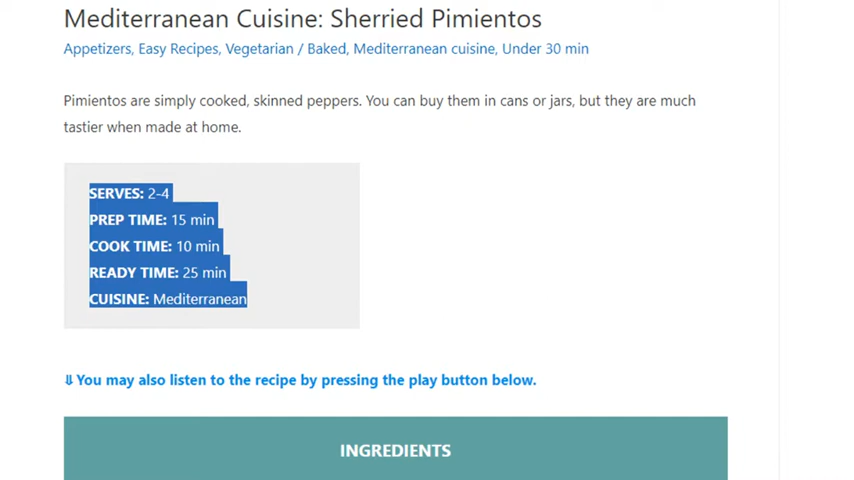 Mediterranean Cuisine: Sherried Pimientos
Appetizers, Easy Recipes, Vegetarian / Baked, Mediterranean cuisine, Under 30 min
Pimientos are simply cooked, skinned peppers. You can buy them in cans or jars, but they are much
tastier when made at home.
SERVES: 2-4
PREP TIME: 15 min
COOK TIME: 10 min
READY TIME: 25 min
CUISINE: Mediterranean
⇓ You may also listen to the recipe by pressing the play button below.
INGREDIENTS